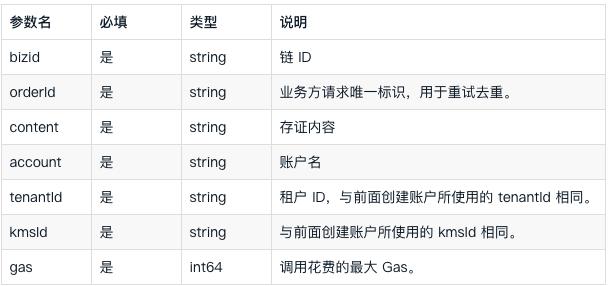 参数名 必填 类型 说明
bizid 是 string 链 ID
orderId 是 string 业务方请求唯一标识，用于重试去重。
content 是 string 存证内容
account 是 string 账户名
tenantId 是 string 租户 ID，与前面创建账户所使用的 tenantId 相同。
kmsId 是 string 与前面创建账户所使用的 kmsId 相同。
gas 是 int64 调用花费的最大 Gas。